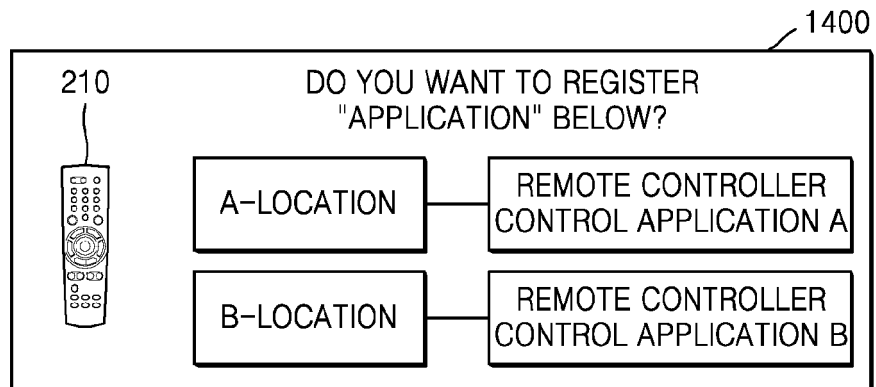 1400
210
DO YOU WANT TO REGISTER
"APPLICATION" BELOW?
A-LOCATION
REMOTE CONTROLLER
CONTROL APPLICATION A
B-LOCATION
REMOTE CONTROLLER
CONTROL APPLICATION B